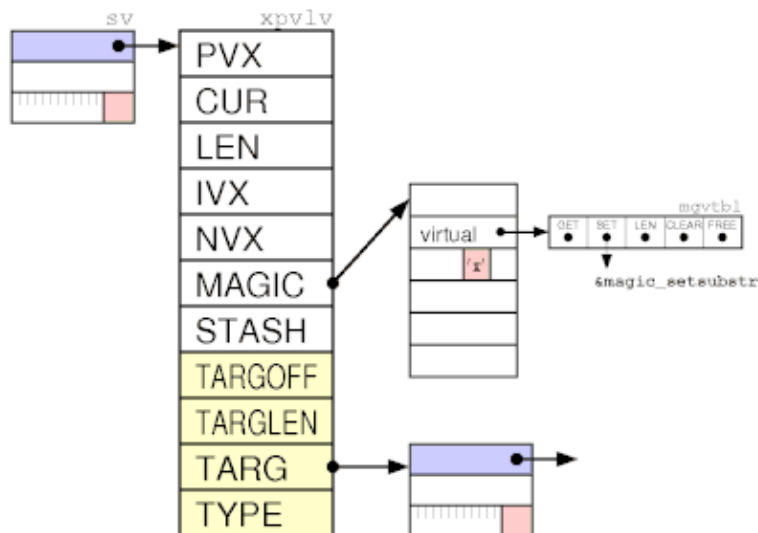 sv
xpvlv
PVX
CUR
LEN
IVX
NVX
MAGIC
STASH
TARGOFF
TARGLEN
TARG
TYPE
virtual
'x'
mgvtbl
GET SET LEN CLEAR FREE
&magic_setsubstr